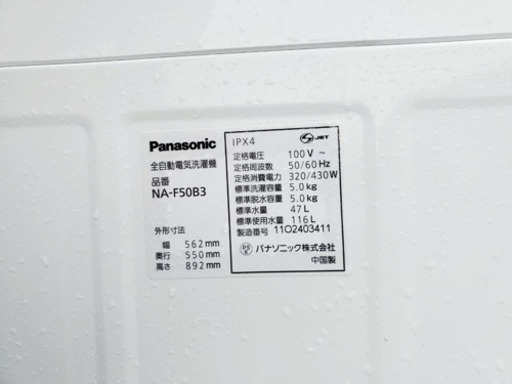 Panasonic
全自動電気洗濯機
品番
NA-F50B3
外形寸法
幅 562mm
奥行 550mm
高さ 892mm
IPX4
JET
定格電圧 100V ~
定格周波数 50/60Hz
定格消費電力 320/430W
標準洗濯容量 5.0kg
標準脱水容量 5.0kg
標準水量 47L
標準使用水量 116L
製造番号 11O2403411
PSE パナソニック株式会社
中国製